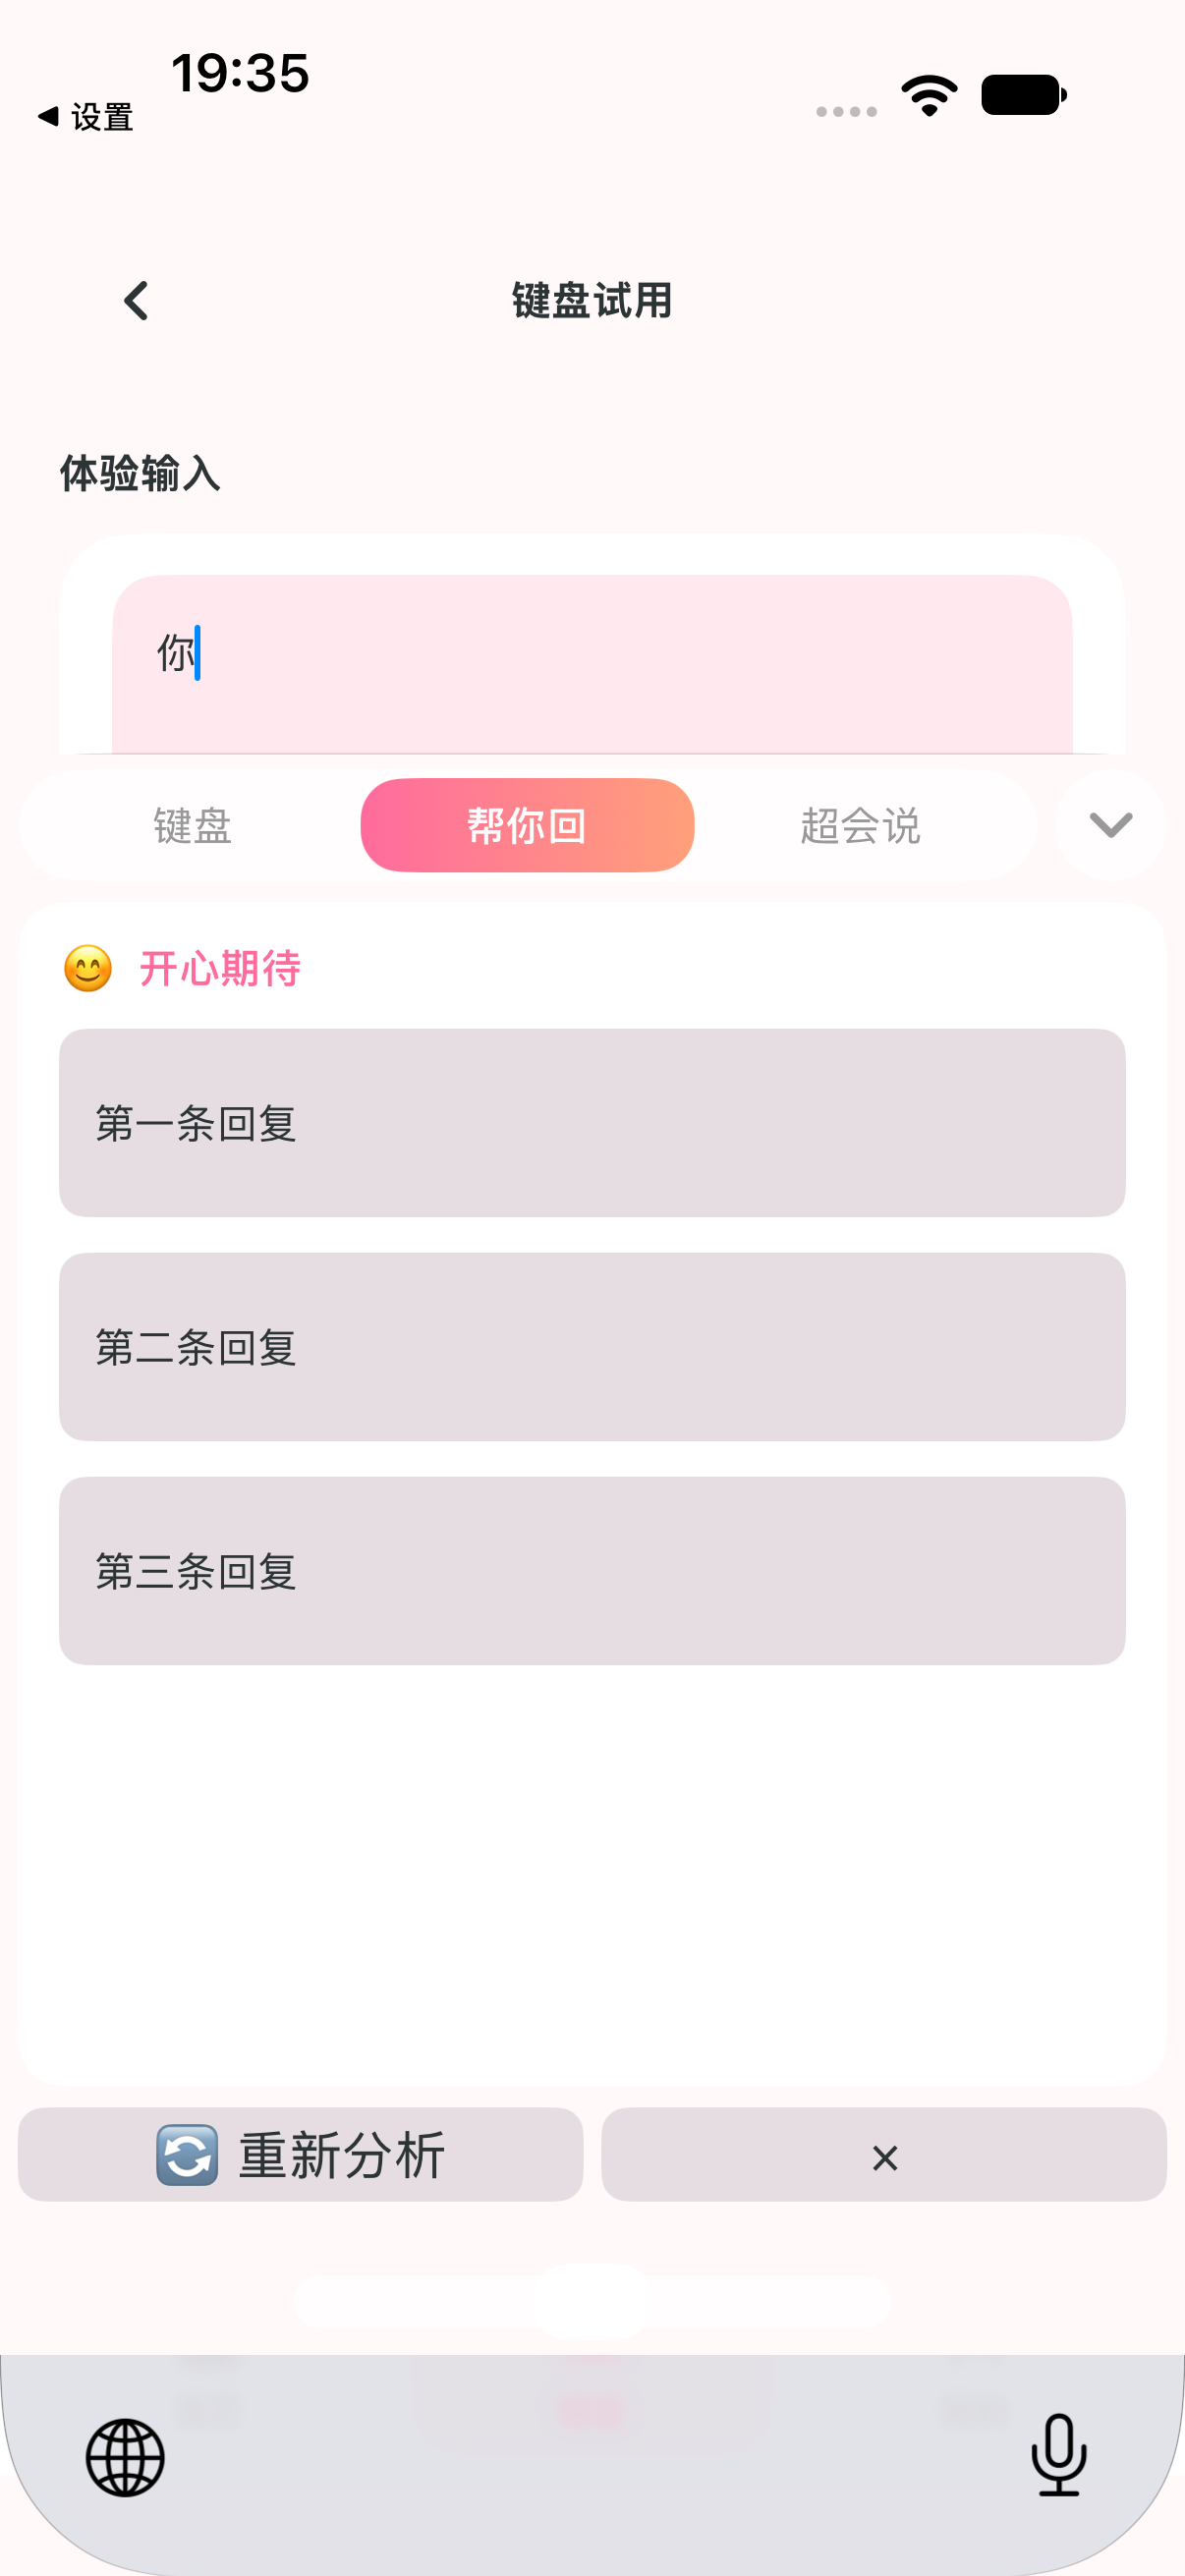 19:35
设置
键盘试用
体验输入
你
键盘 帮你回 超会说
开心期待
第一条回复
第二条回复
第三条回复
重新分析 ×